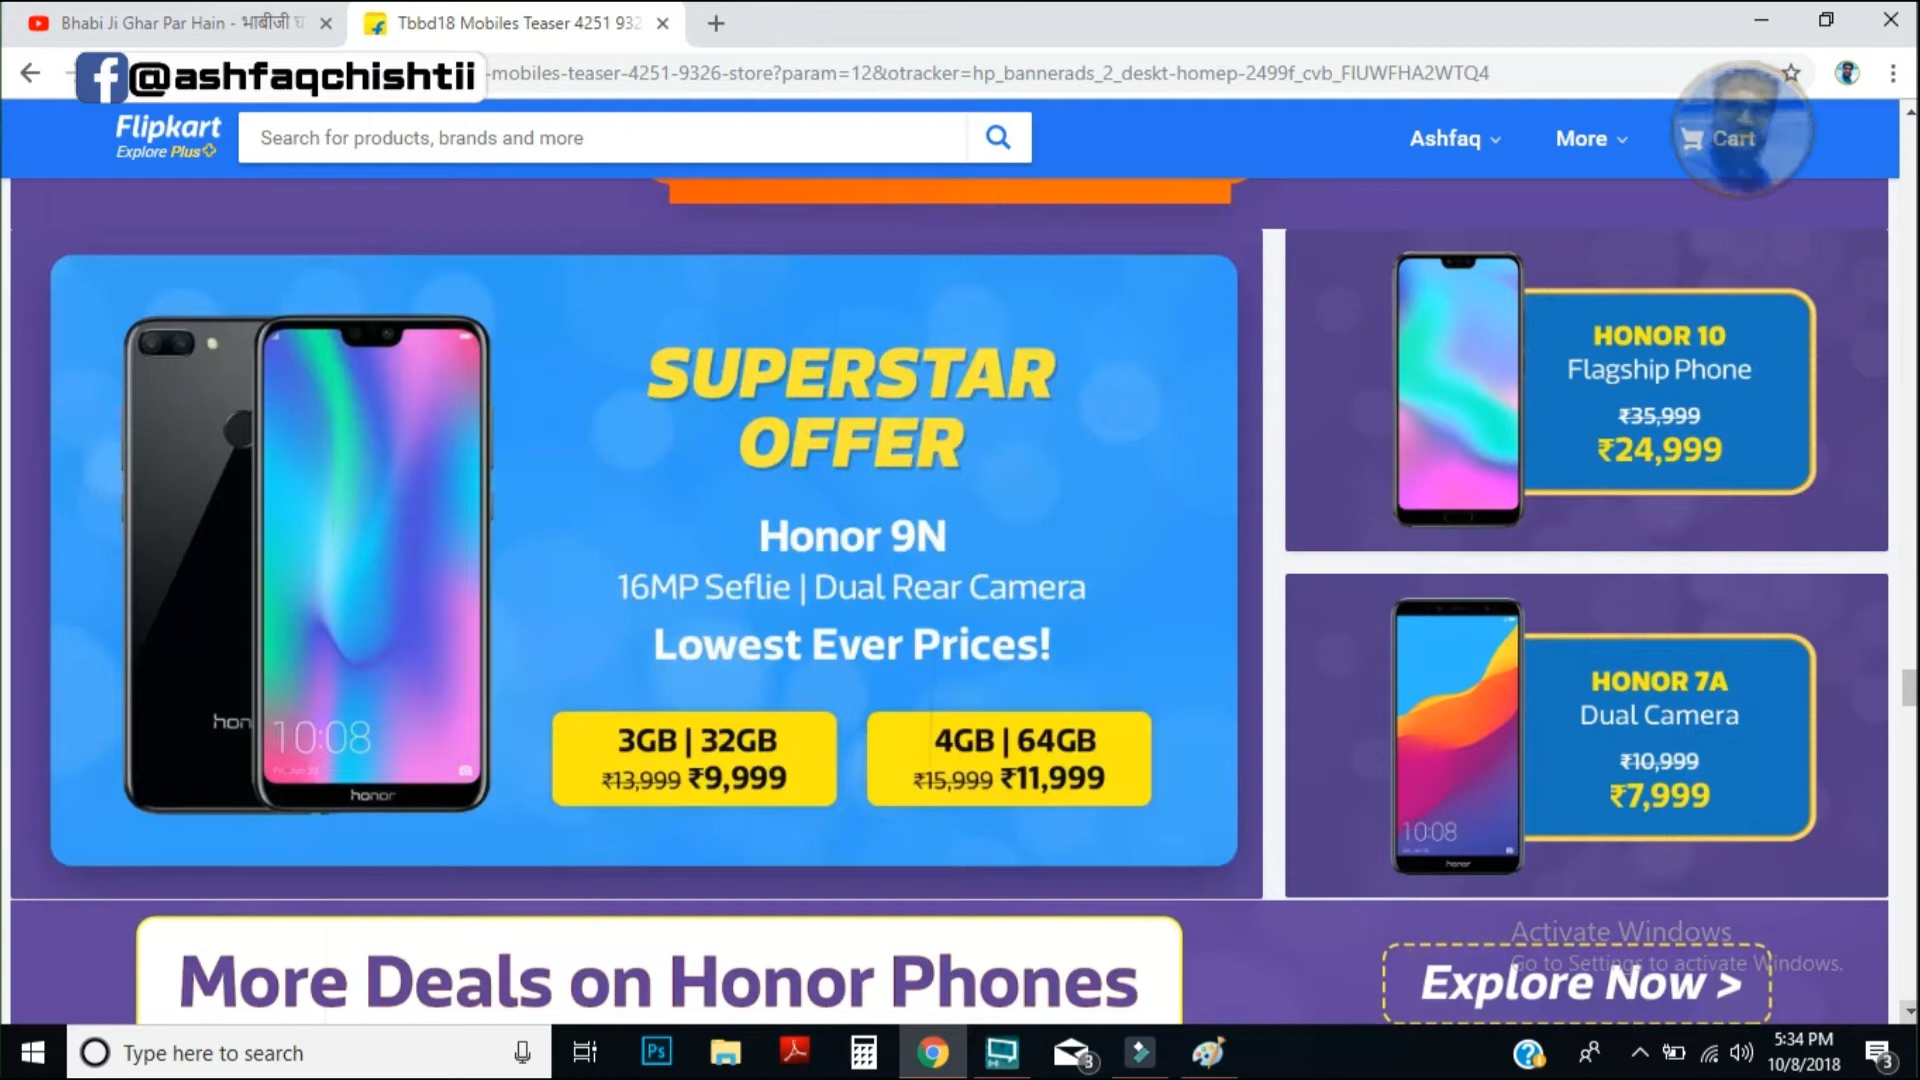 Bhabi Ji Ghar Par Hain - भाबीजी घ
Tbbd18 Mobiles Teaser 4251 932
@ashfaqchishtii
-mobiles-teaser-4251-9326-store?param=12&otracker=hp_bannerads_2_deskt-homep-2499f_cvb_FIUWFHA2WTQ4
Flipkart
Explore Plus
Search for products, brands and more
Ashfaq
More
Cart
SUPERSTAR
OFFER
Honor 9N
16MP Seflie | Dual Rear Camera
Lowest Ever Prices!
3GB | 32GB
₹13,999 ₹9,999
4GB | 64GB
₹15,999 ₹11,999
hon
10:08
honor
HONOR 10
Flagship Phone
₹35,999
₹24,999
HONOR 7A
Dual Camera
₹10,999
₹7,999
10:08
honor
More Deals on Honor Phones
Explore Now >
Activate Windows
Go to Settings to activate Windows.
Type here to search
Ps
3
5:34 PM
10/8/2018
3